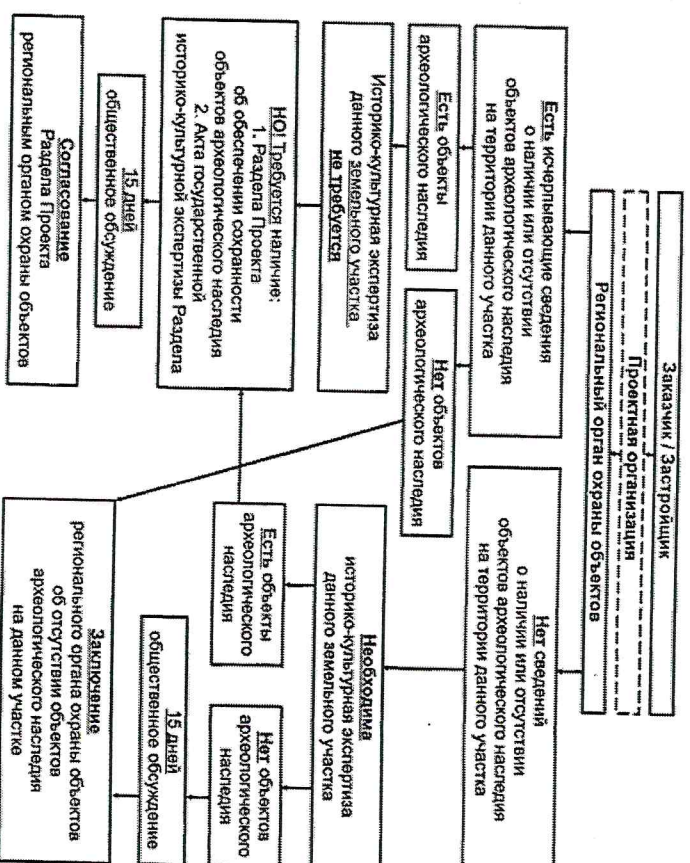 Заказчик / Застройщик
Проектная организация
Региональный орган охраны объектов
Есть исчерпывающие сведения
о наличии или отсутствии
объектов археологического наследия
на территории данного участка
Нет сведений
о наличии или отсутствии
объектов археологического наследия
на территории данного участка
Есть объекты
археологического наследия
Нет объектов
археологического наследия
Историко-культурная экспертиза
данного земельного участка
не требуется
Необходима
историко-культурная экспертиза
данного земельного участка
НО! Требуется наличие:
1. Раздела Проекта
об обеспечении сохранности
объектов археологического наследия
2. Акта государственной
историко-культурной экспертизы Раздела
Есть объекты
археологического
наследия
Нет объектов
археологического
наследия
15 дней
общественное обсуждение
15 дней
общественное обсуждение
Согласование
Раздела Проекта
региональным органом охраны объектов
Заключение
регионального органа охраны объектов
об отсутствии объектов
археологического наследия
на данном участке